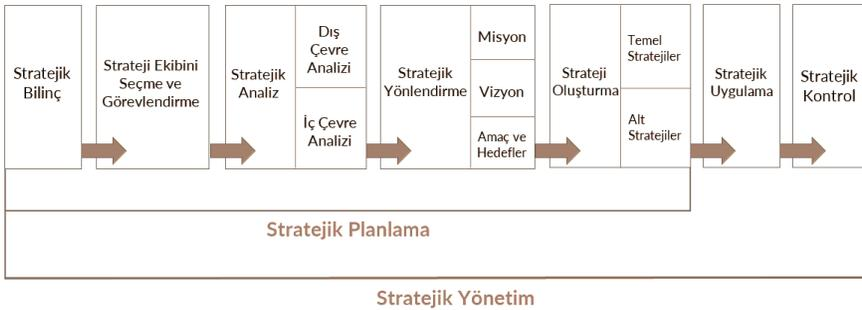 Stratejik
Bilinç
Strateji Ekibini
Seçme ve
Görevlendirme
Stratejik
Analiz
Dış
Çevre
Analizi
İç Çevre
Analizi
Stratejik
Yönlendirme
Misyon
Vizyon
Amaç ve
Hedefler
Strateji
Oluşturma
Temel
Stratejiler
Alt
Stratejiler
Stratejik
Uygulama
Stratejik
Kontrol
Stratejik Planlama
Stratejik Yönetim